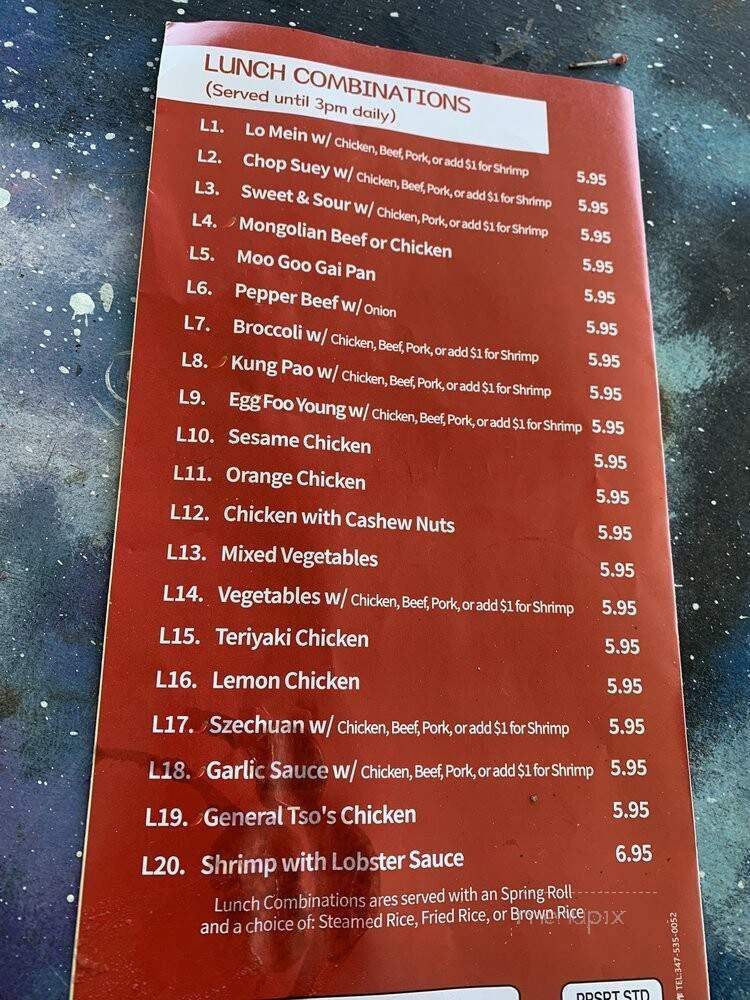 LUNCH COMBINATIONS
(Served until 3pm daily)
L1. Lo Mein w/ Chicken, Beef, Pork, or add $1 for Shrimp 5.95
L2. Chop Suey w/ Chicken, Beef, Pork, or add $1 for Shrimp 5.95
L3. Sweet & Sour w/ Chicken, Pork, or add $1 for Shrimp 5.95
L4. Mongolian Beef or Chicken 5.95
L5. Moo Goo Gai Pan 5.95
L6. Pepper Beef w/ Onion 5.95
L7. Broccoli w/ Chicken, Beef, Pork, or add $1 for Shrimp 5.95
L8. Kung Pao w/ Chicken, Beef, Pork, or add $1 for Shrimp 5.95
L9. Egg Foo Young w/ Chicken, Beef, Pork, or add $1 for Shrimp 5.95
L10. Sesame Chicken 5.95
L11. Orange Chicken 5.95
L12. Chicken with Cashew Nuts 5.95
L13. Mixed Vegetables 5.95
L14. Vegetables w/ Chicken, Beef, Pork, or add $1 for Shrimp 5.95
L15. Teriyaki Chicken 5.95
L16. Lemon Chicken 5.95
L17. Szechuan w/ Chicken, Beef, Pork, or add $1 for Shrimp 5.95
L18. Garlic Sauce w/ Chicken, Beef, Pork, or add $1 for Shrimp 5.95
L19. General Tso's Chicken 5.95
L20. Shrimp with Lobster Sauce 6.95
Lunch Combinations ares served with an Spring Roll
and a choice of: Steamed Rice, Fried Rice, or Brown Rice
menupix
TEL:347-535-0052
PRSRT STD